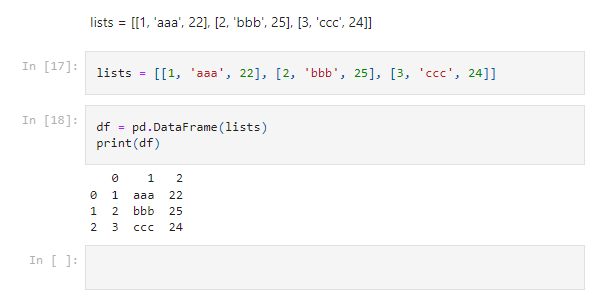 lists = [[1, 'aaa', 22], [2, 'bbb', 25], [3, 'ccc', 24]]
In [17]: lists = [[1, 'aaa', 22], [2, 'bbb', 25], [3, 'ccc', 24]]
In [18]: df = pd.DataFrame(lists)
print(df)
   0    1   2
0  1  aaa  22
1  2  bbb  25
2  3  ccc  24
In [ ]: